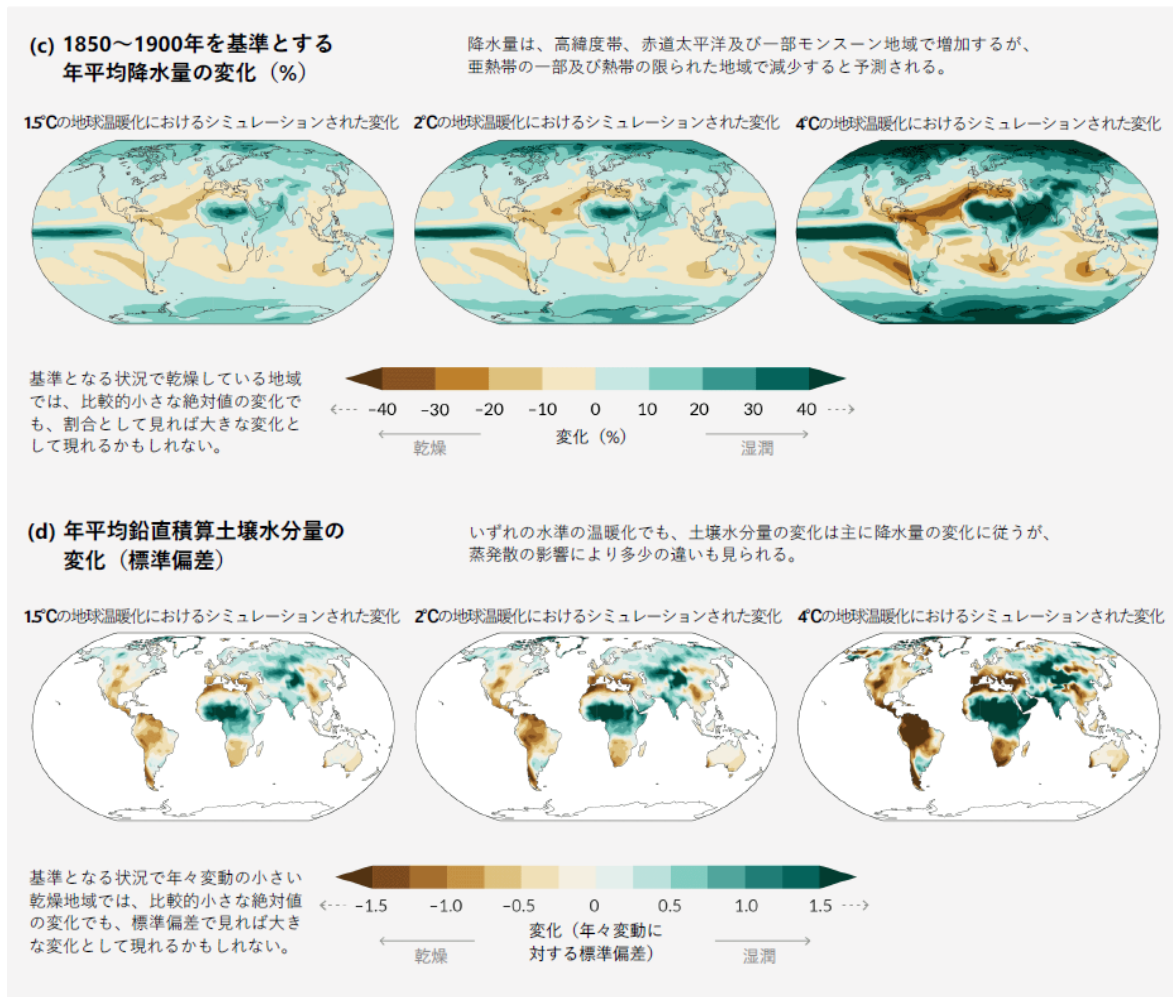 (c) 1850～1900年を基準とする
年平均降水量の変化（%）
降水量は、高緯度帯、赤道太平洋及び一部モンスーン地域で増加するが、
亜熱帯の一部及び熱帯の限られた地域で減少すると予測される。
1.5℃の地球温暖化におけるシミュレーションされた変化
2℃の地球温暖化におけるシミュレーションされた変化
4℃の地球温暖化におけるシミュレーションされた変化
基準となる状況で乾燥している地域
では、比較的小さな絶対値の変化で
も、割合として見れば大きな変化と
して現れるかもしれない。
−40 −30 −20 −10 0 10 20 30 40
変化（%）
乾燥
湿潤
(d) 年平均鉛直積算土壌水分量の
変化（標準偏差）
いずれの水準の温暖化でも、土壌水分量の変化は主に降水量の変化に従うが、
蒸発散の影響により多少の違いも見られる。
1.5℃の地球温暖化におけるシミュレーションされた変化
2℃の地球温暖化におけるシミュレーションされた変化
4℃の地球温暖化におけるシミュレーションされた変化
基準となる状況で年々変動の小さい
乾燥地域では、比較的小さな絶対値
の変化でも、標準偏差で見れば大き
な変化として現れるかもしれない。
−1.5 −1.0 −0.5 0 0.5 1.0 1.5
変化（年々変動に
対する標準偏差）
乾燥
湿潤